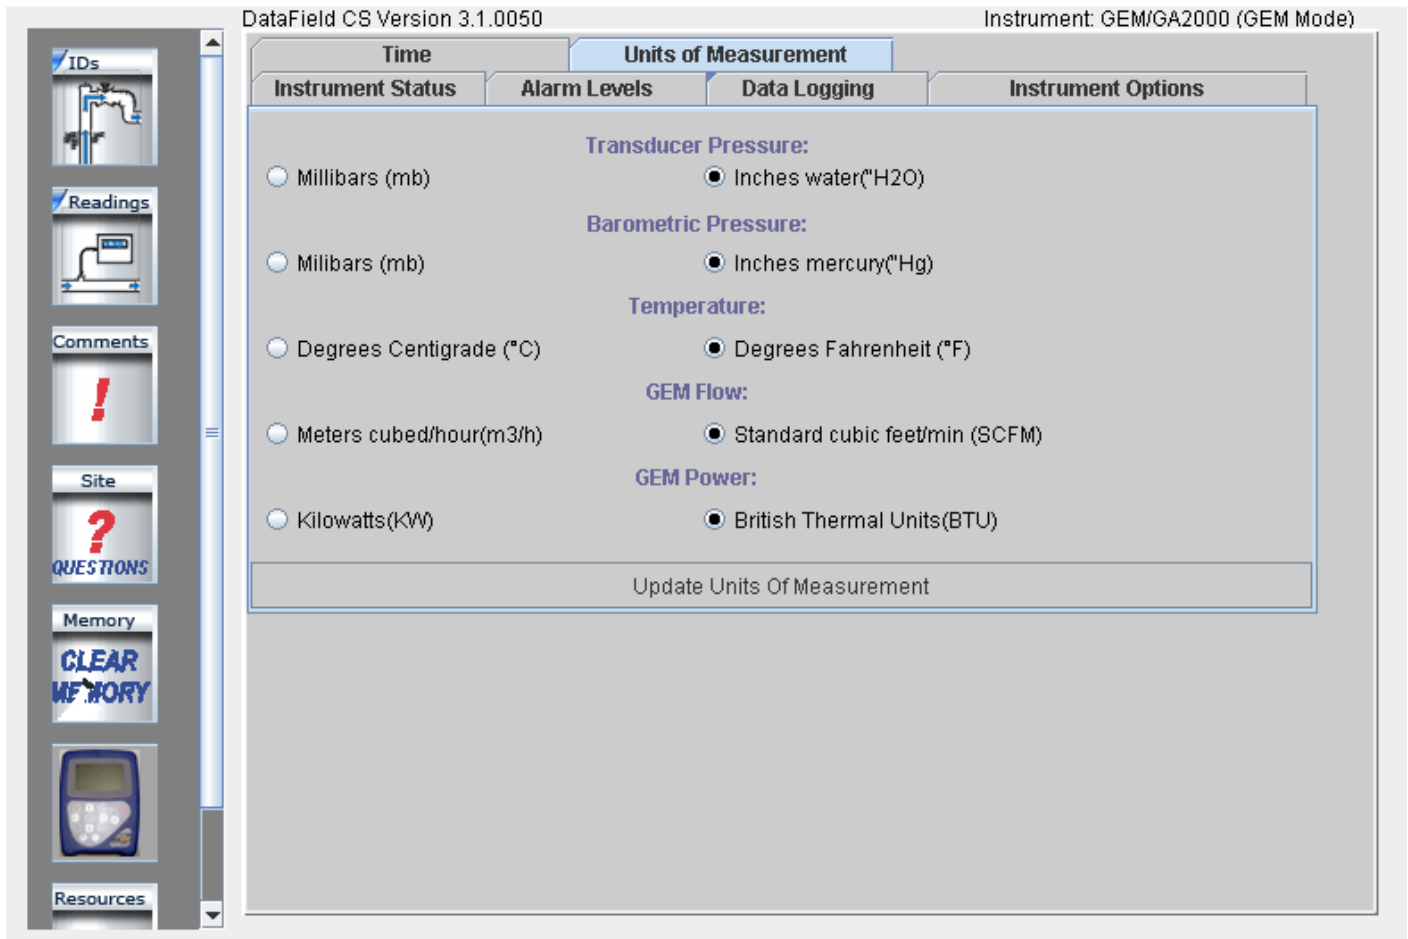 DataField CS Version 3.1.0050
Instrument: GEM/GA2000 (GEM Mode)
IDs
Readings
Comments
!
Site
?
QUESTIONS
Memory
CLEAR
MEMORY
Resources
Time
Units of Measurement
Instrument Status
Alarm Levels
Data Logging
Instrument Options
Transducer Pressure:
Millibars (mb)
Inches water("H2O)
Barometric Pressure:
Milibars (mb)
Inches mercury("Hg)
Temperature:
Degrees Centigrade (°C)
Degrees Fahrenheit (°F)
GEM Flow:
Meters cubed/hour(m3/h)
Standard cubic feet/min (SCFM)
GEM Power:
Kilowatts(KW)
British Thermal Units(BTU)
Update Units Of Measurement